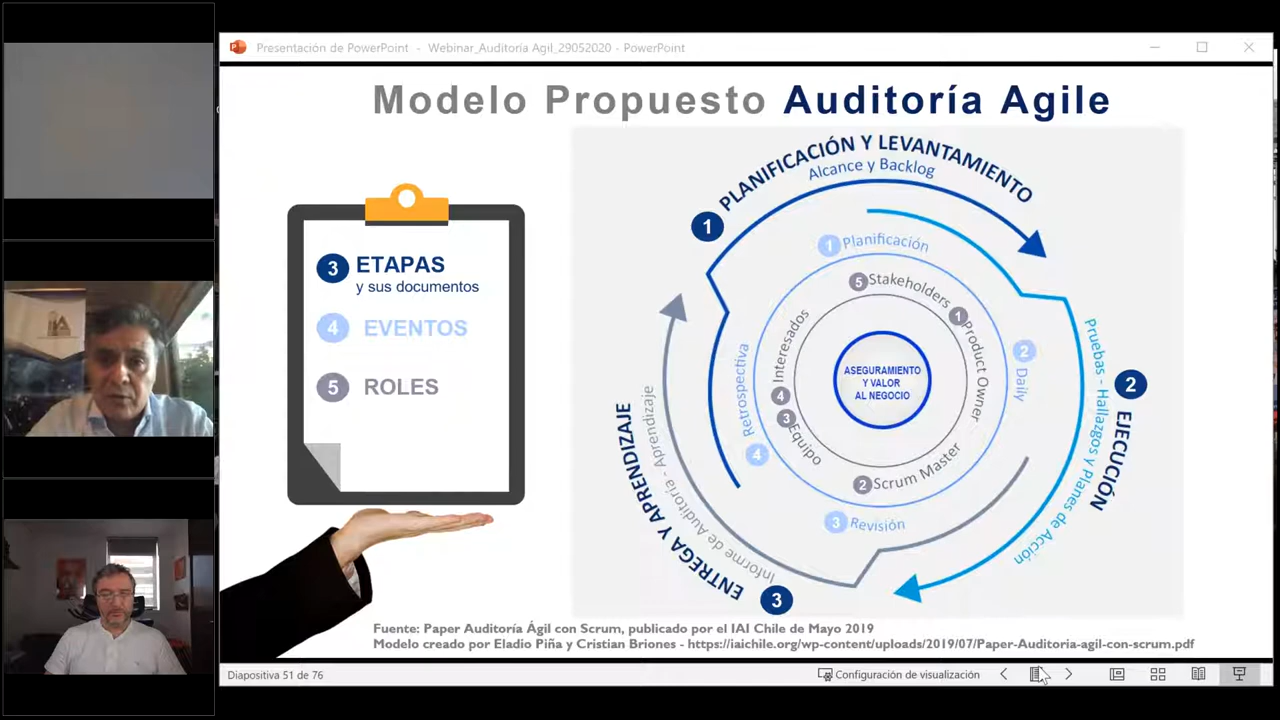 Presentación de PowerPoint - Webinar_Auditoría Agil_29052020 - PowerPoint
Modelo Propuesto Auditoría Agile
3 ETAPAS
y sus documentos
4 EVENTOS
5 ROLES
1 PLANIFICACIÓN Y LEVANTAMIENTO
Alcance y Backlog
2 EJECUCIÓN
Pruebas - Hallazgos y Planes de Acción
3 ENTREGA Y APRENDIZAJE
Informe de Auditoría - Aprendizaje
1 Planificación
2 Daily
3 Revisión
4 Retrospectiva
1 Product Owner
2 Scrum Master
3 Equipo
4 Interesados
5 Stakeholders
ASEGURAMIENTO
Y VALOR
AL NEGOCIO
Fuente: Paper Auditoría Ágil con Scrum, publicado por el IAI Chile de Mayo 2019
Modelo creado por Eladio Piña y Cristian Briones - https://iaichile.org/wp-content/uploads/2019/07/Paper-Auditoria-agil-con-scrum.pdf
Diapositiva 51 de 76
Configuración de visualización